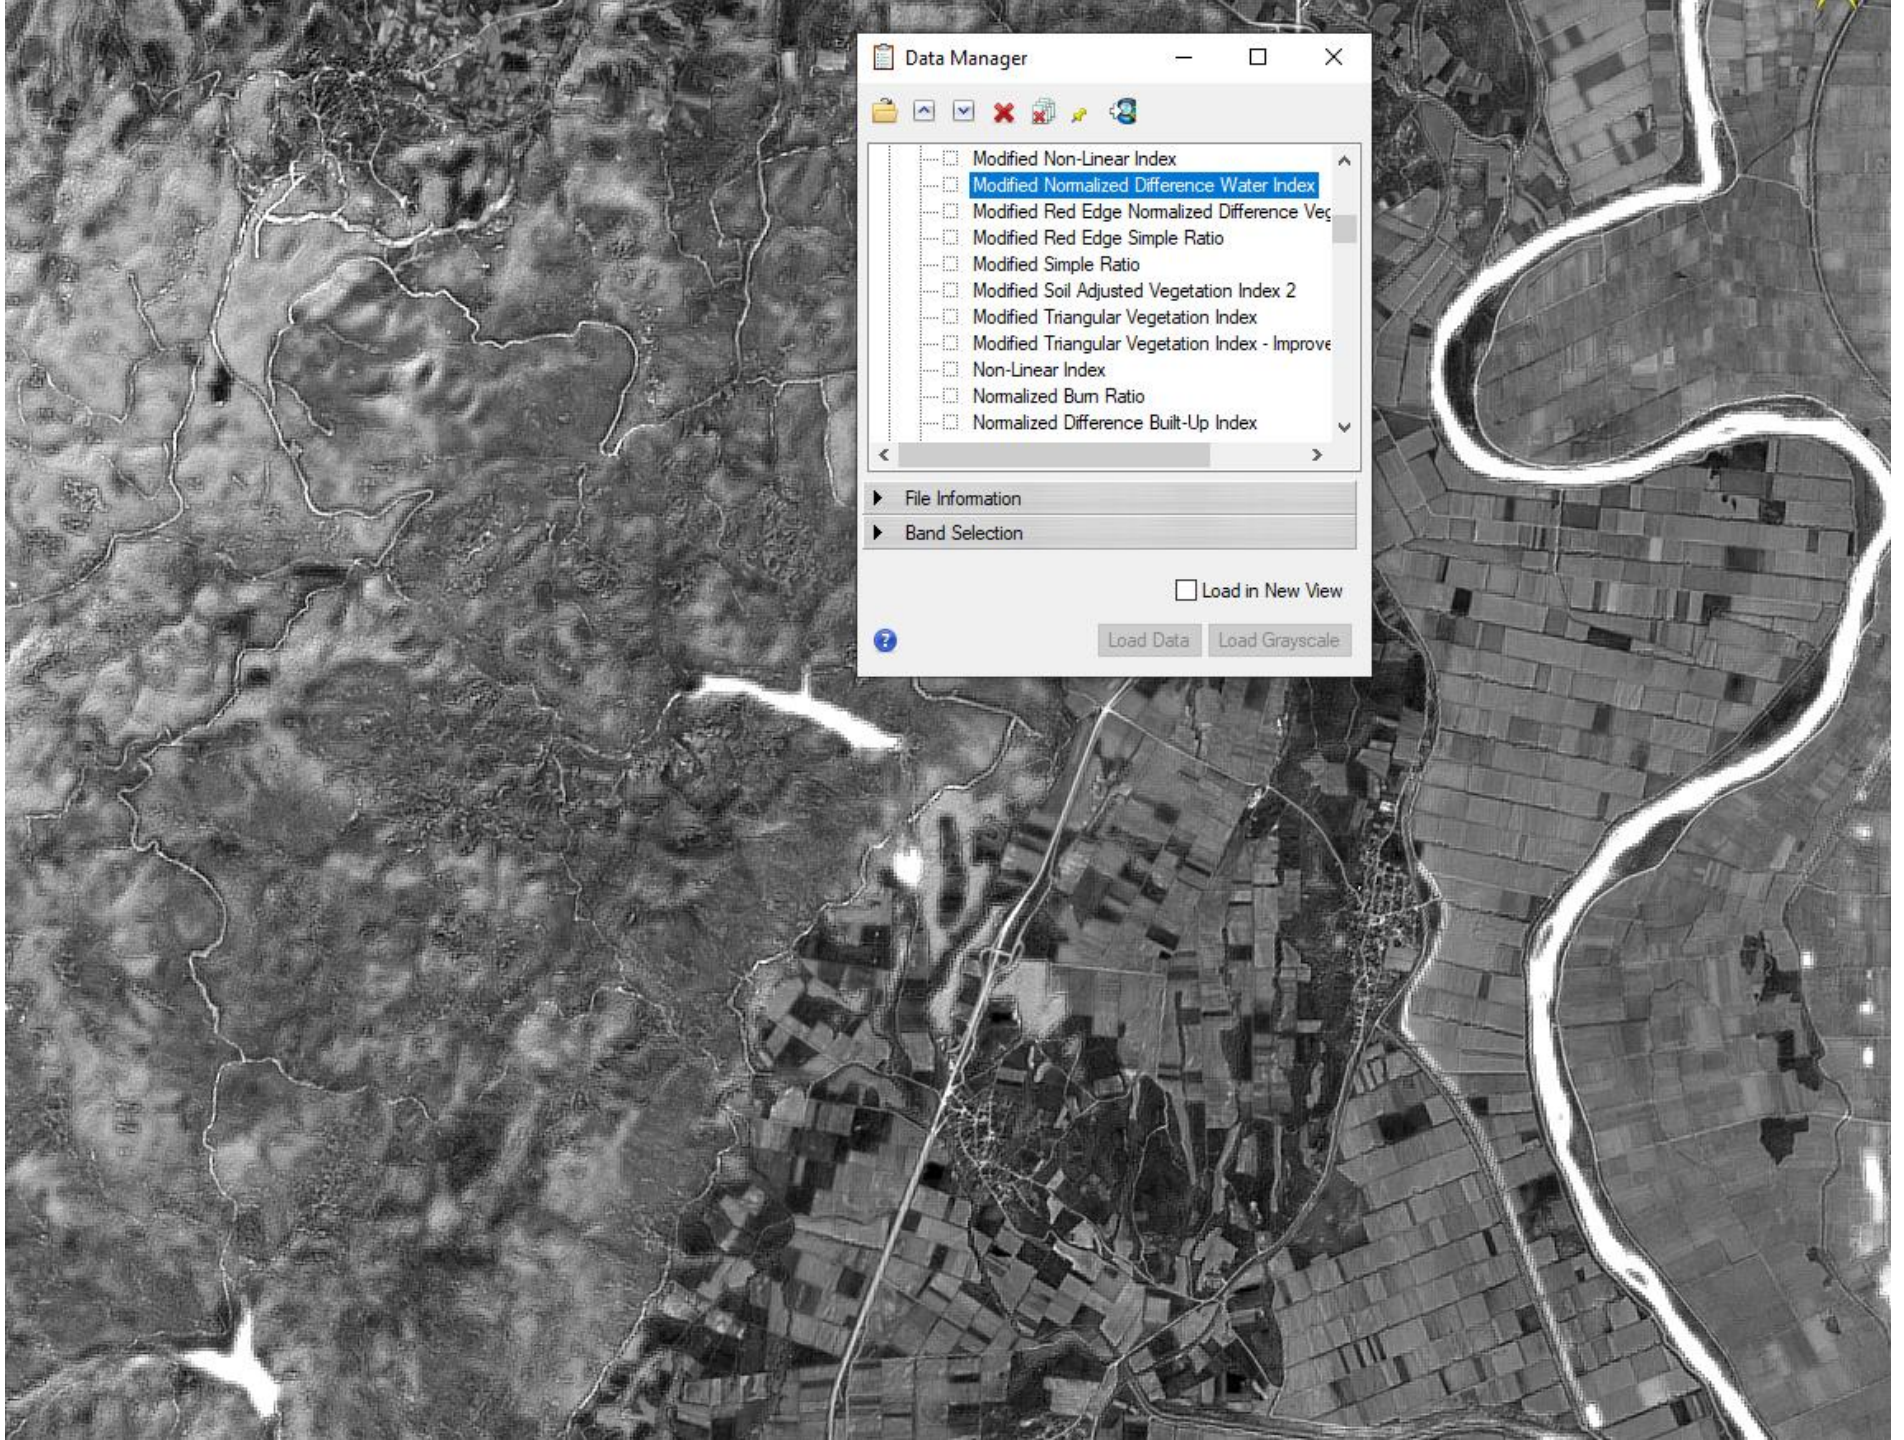 Data Manager
Modified Non-Linear Index
Modified Normalized Difference Water Index
Modified Red Edge Normalized Difference Veg
Modified Red Edge Simple Ratio
Modified Simple Ratio
Modified Soil Adjusted Vegetation Index 2
Modified Triangular Vegetation Index
Modified Triangular Vegetation Index - Improve
Non-Linear Index
Normalized Burn Ratio
Normalized Difference Built-Up Index
File Information
Band Selection
Load in New View
Load Data Load Grayscale